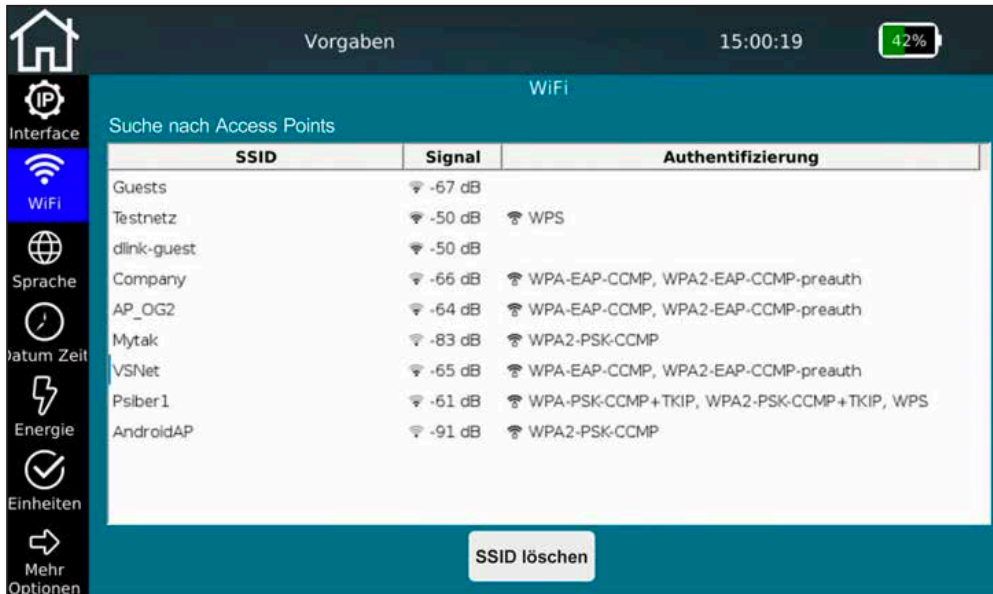 Vorgaben 15:00:19 42%
WiFi
IP
Interface
WiFi
Sprache
Datum Zeit
Energie
Einheiten
Mehr
Optionen
Suche nach Access Points
SSID Signal Authentifizierung
Guests -67 dB
Testnetz -50 dB WPS
dlink-guest -50 dB
Company -66 dB WPA-EAP-CCMP, WPA2-EAP-CCMP-preauth
AP_OG2 -64 dB WPA-EAP-CCMP, WPA2-EAP-CCMP-preauth
Mytak -83 dB WPA2-PSK-CCMP
VSNet -65 dB WPA-EAP-CCMP, WPA2-EAP-CCMP-preauth
Psiber1 -61 dB WPA-PSK-CCMP+TKIP, WPA2-PSK-CCMP+TKIP, WPS
AndroidAP -91 dB WPA2-PSK-CCMP
SSID löschen